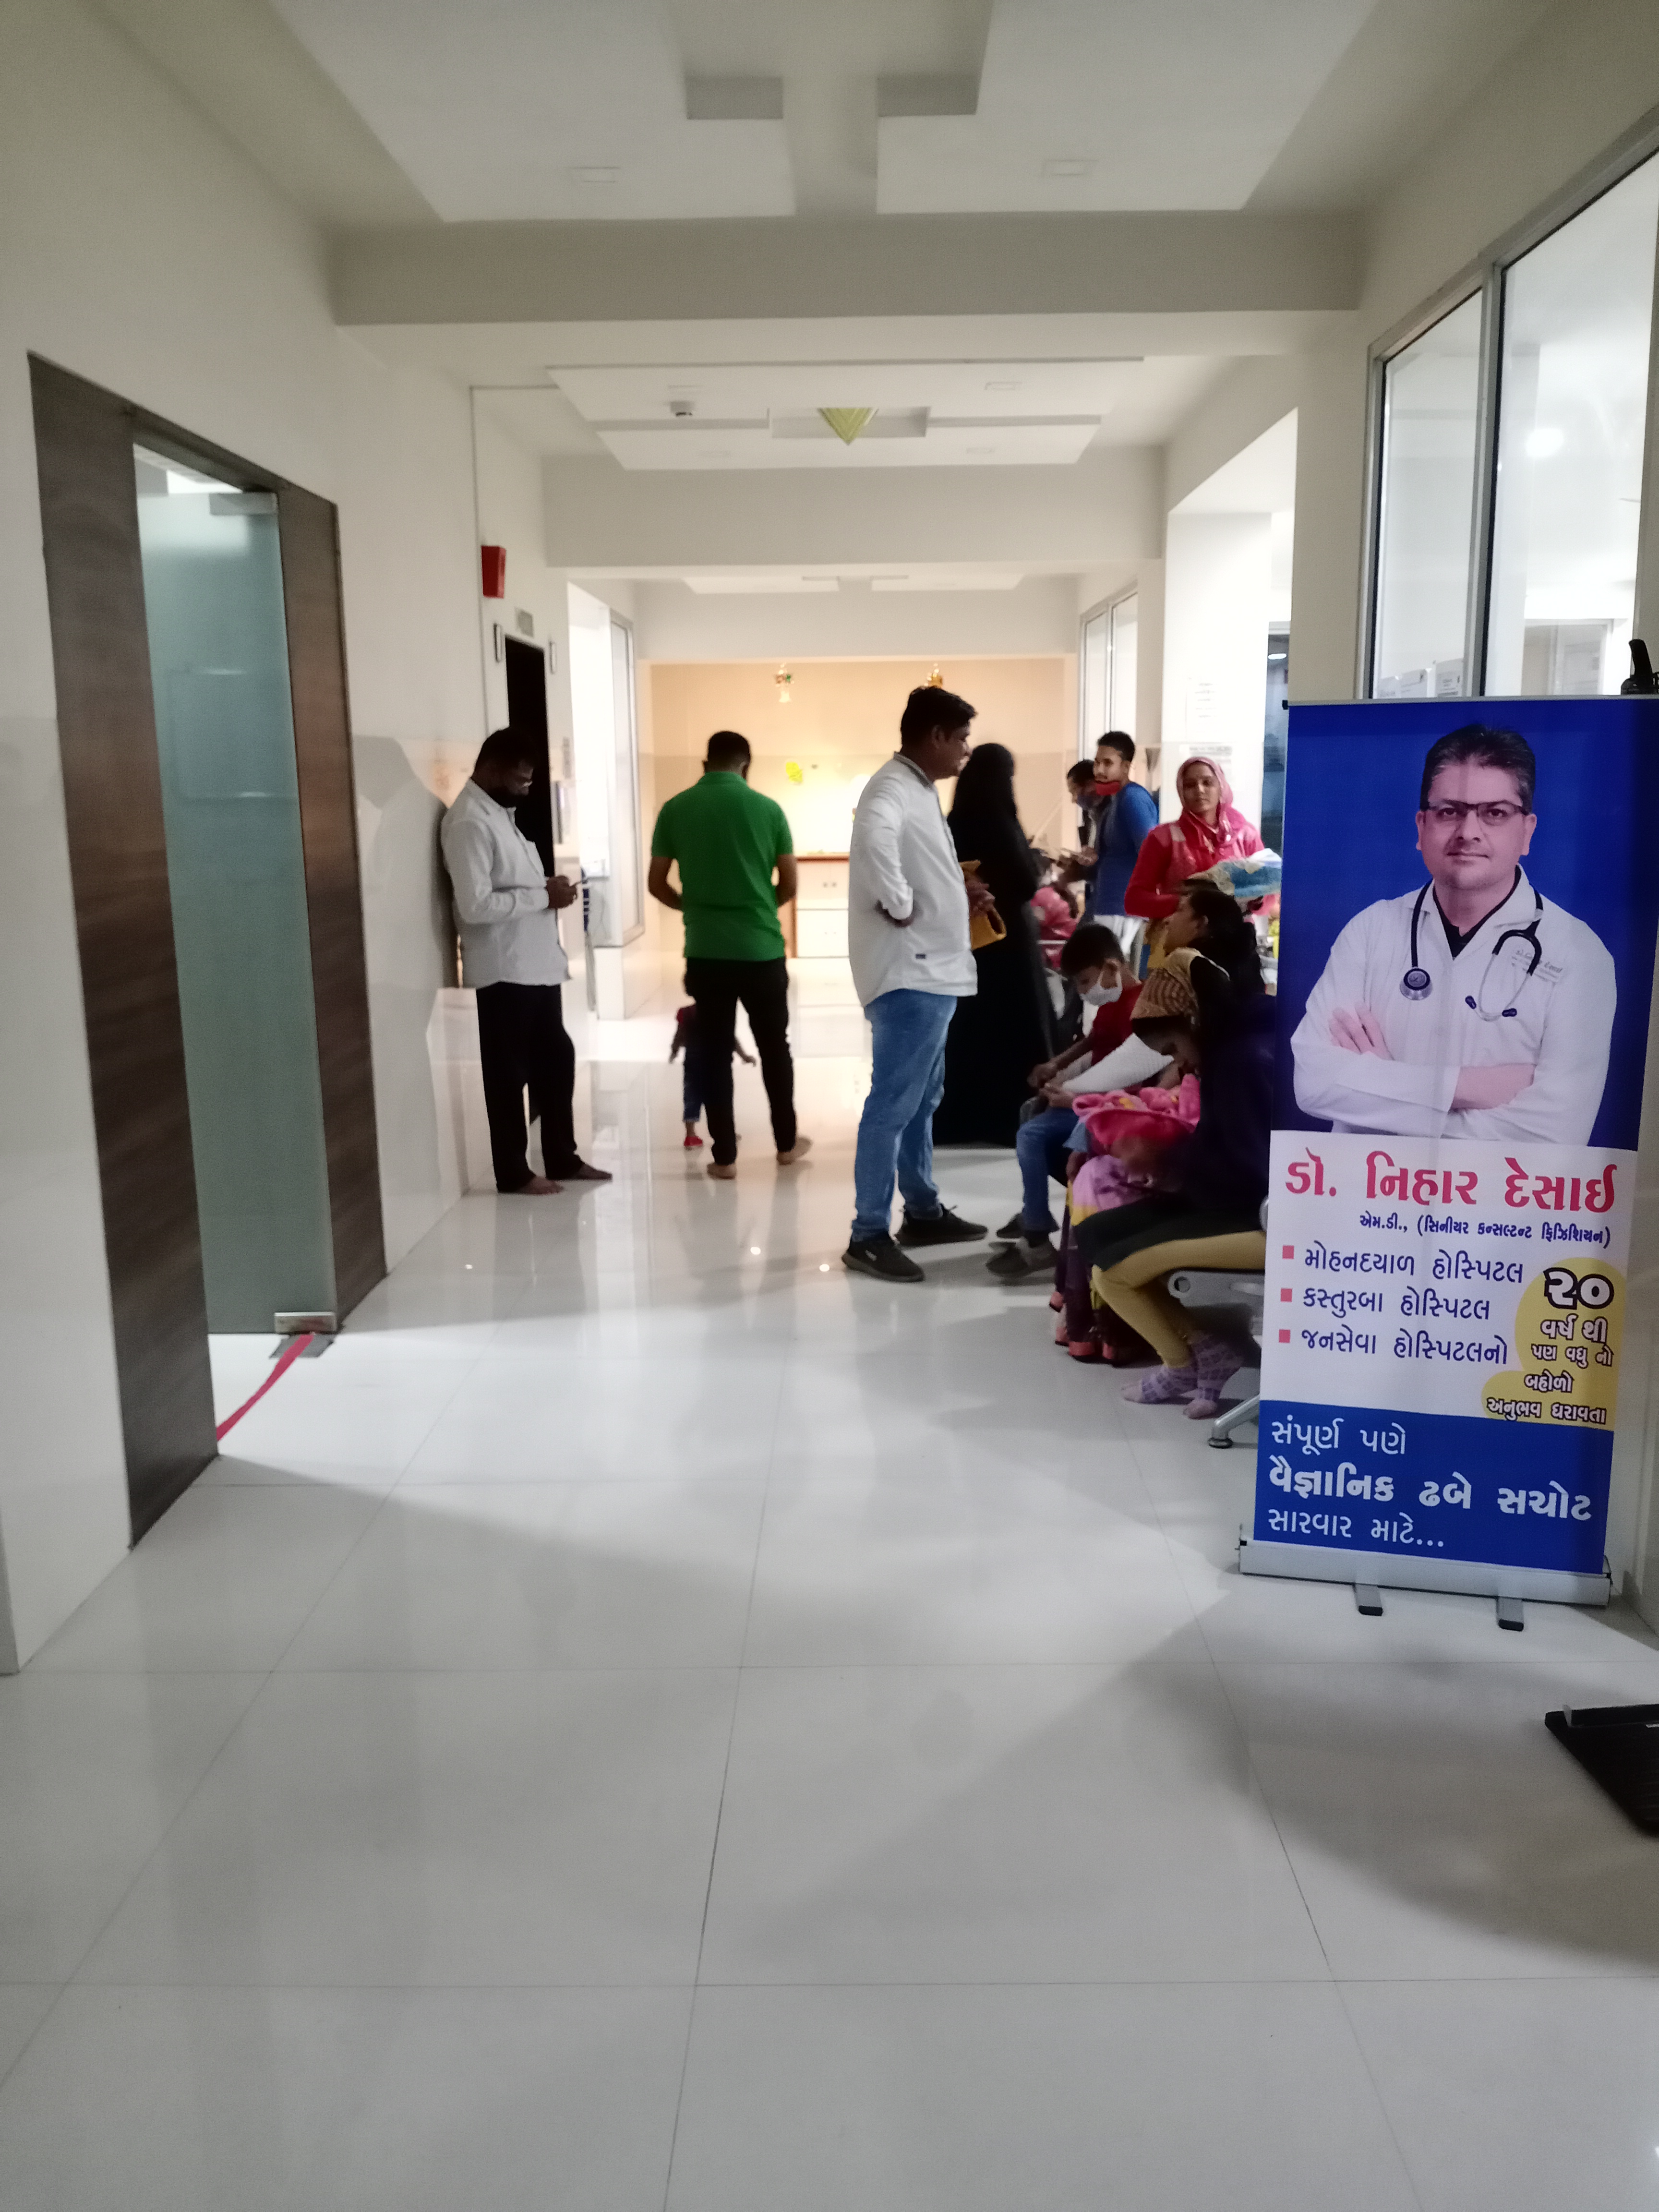 ડૉ. નિહાર દેસાઈ
એમ.ડી., (સિનીયર કન્સલ્ટન્ટ ફિઝિશિયન)
મોહનદયાળ હોસ્પિટલ
કસ્તુરબા હોસ્પિટલ
જનસેવા હોસ્પિટલનો
૨૦
વર્ષ થી
પણ વધુ નો
બહોળો
અનુભવ ધરાવતા
સંપૂર્ણ પણે
વૈજ્ઞાનિક ઢબે સચોટ
સારવાર માટે...